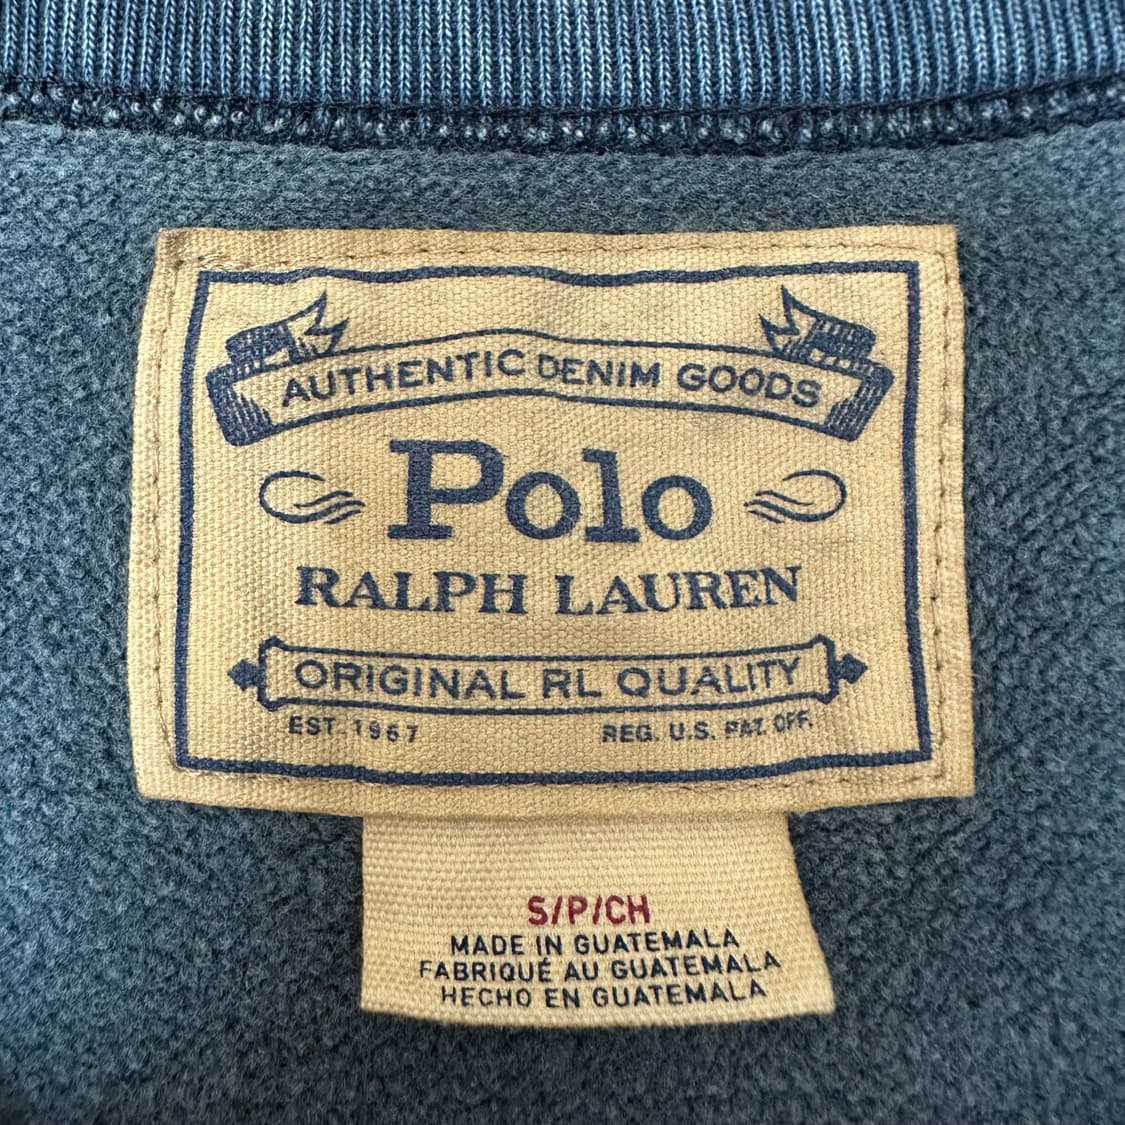 AUTHENTIC DENIM GOODS
Polo
RALPH LAUREN
ORIGINAL RL QUALITY
EST. 1967 REG. U.S. PAT. OFF.
S/P/CH
MADE IN GUATEMALA
FABRIQUÉ AU GUATEMALA
HECHO EN GUATEMALA